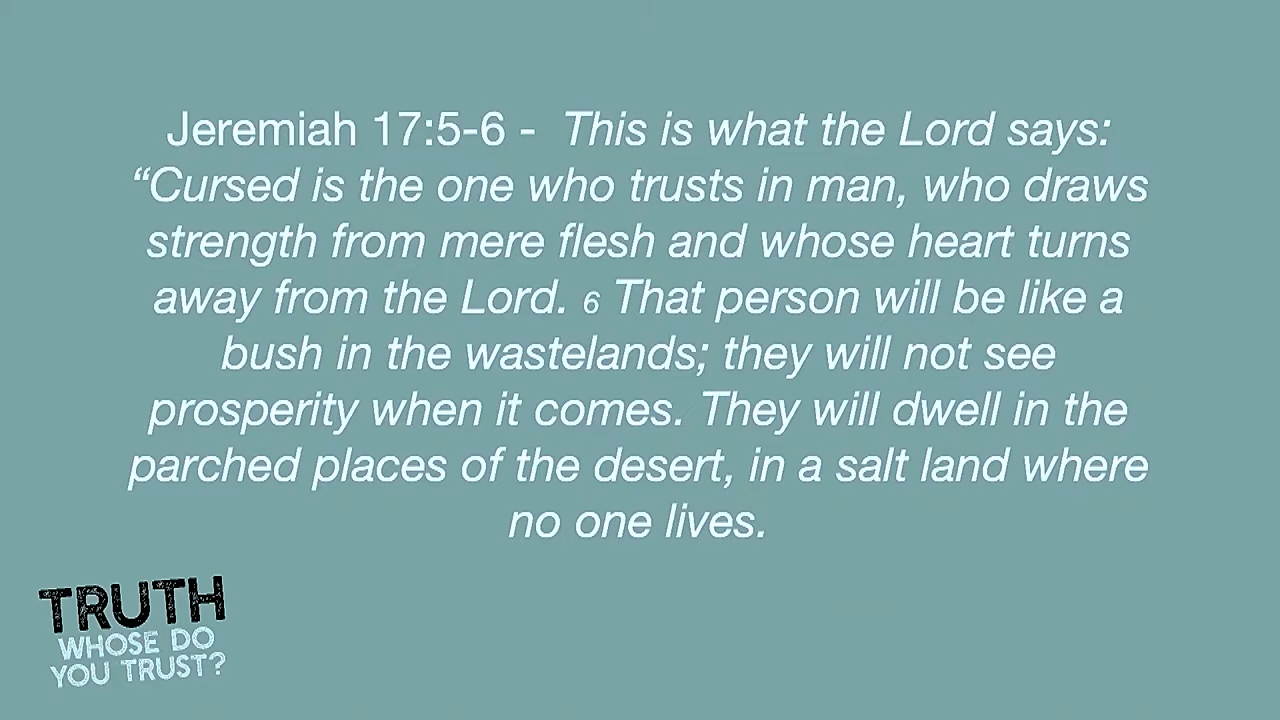 Jeremiah 17:5-6 - This is what the Lord says:
“Cursed is the one who trusts in man, who draws
strength from mere flesh and whose heart turns
away from the Lord. 6 That person will be like a
bush in the wastelands; they will not see
prosperity when it comes. They will dwell in the
parched places of the desert, in a salt land where
no one lives.
TRUTH
WHOSE DO
YOU TRUST?